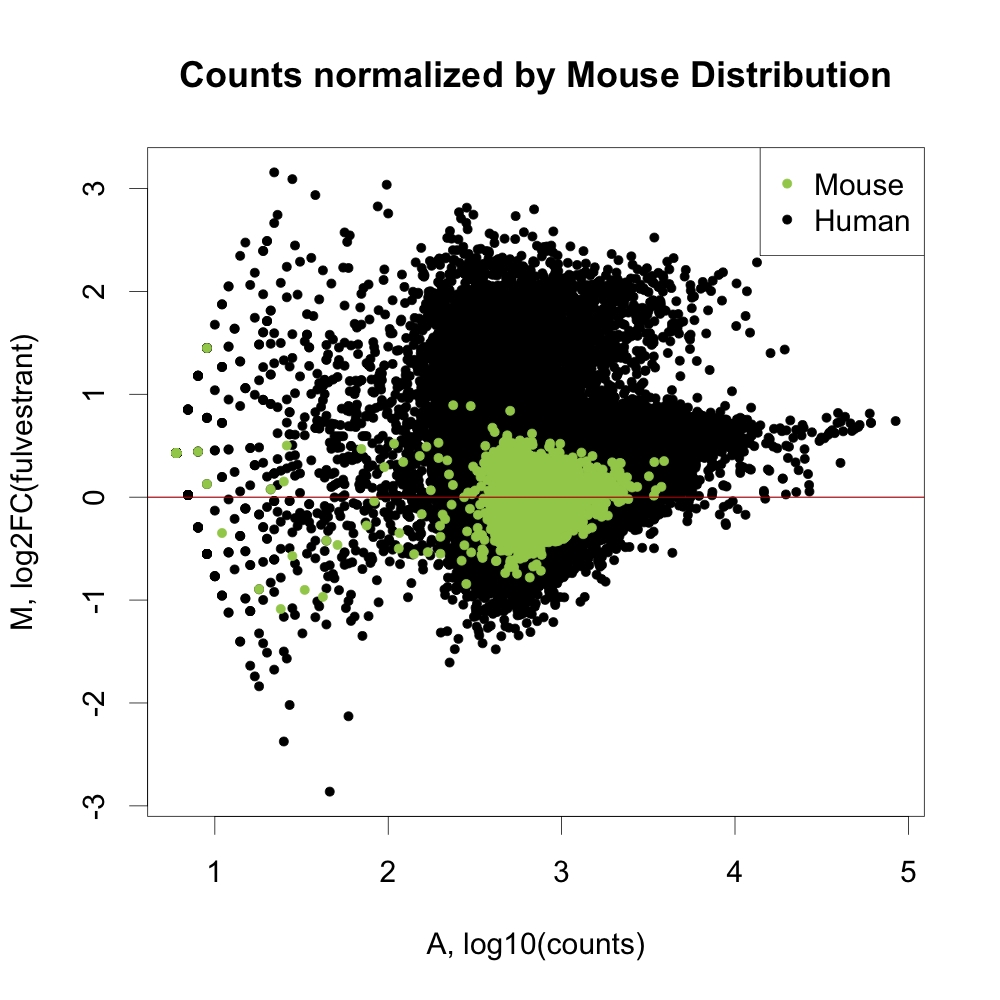 Counts normalized by Mouse Distribution
Mouse
Human
3
2
1
0
-1
-2
-3
M, log2FC(fulvestrant)
1
2
3
4
5
A, log10(counts)